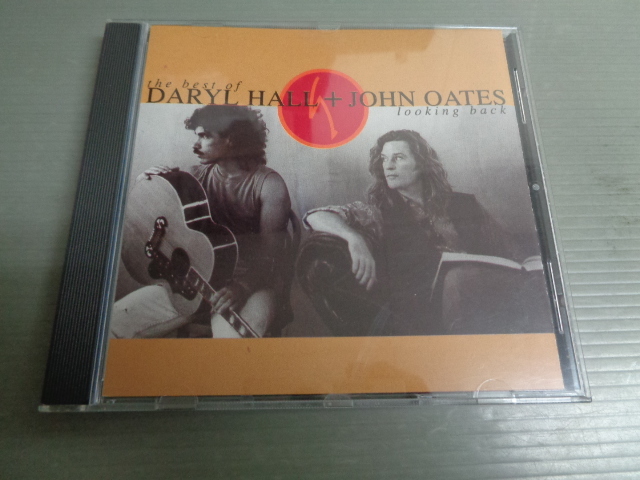 the best of
DARYL HALL + JOHN OATES
looking back